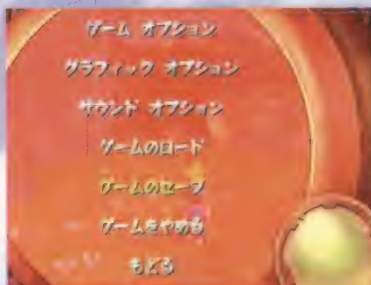 ゲーム オプション
グラフィック オプション
サウンド オプション
ゲームのロード
ゲームのセーブ
ゲームをやめる
もどる